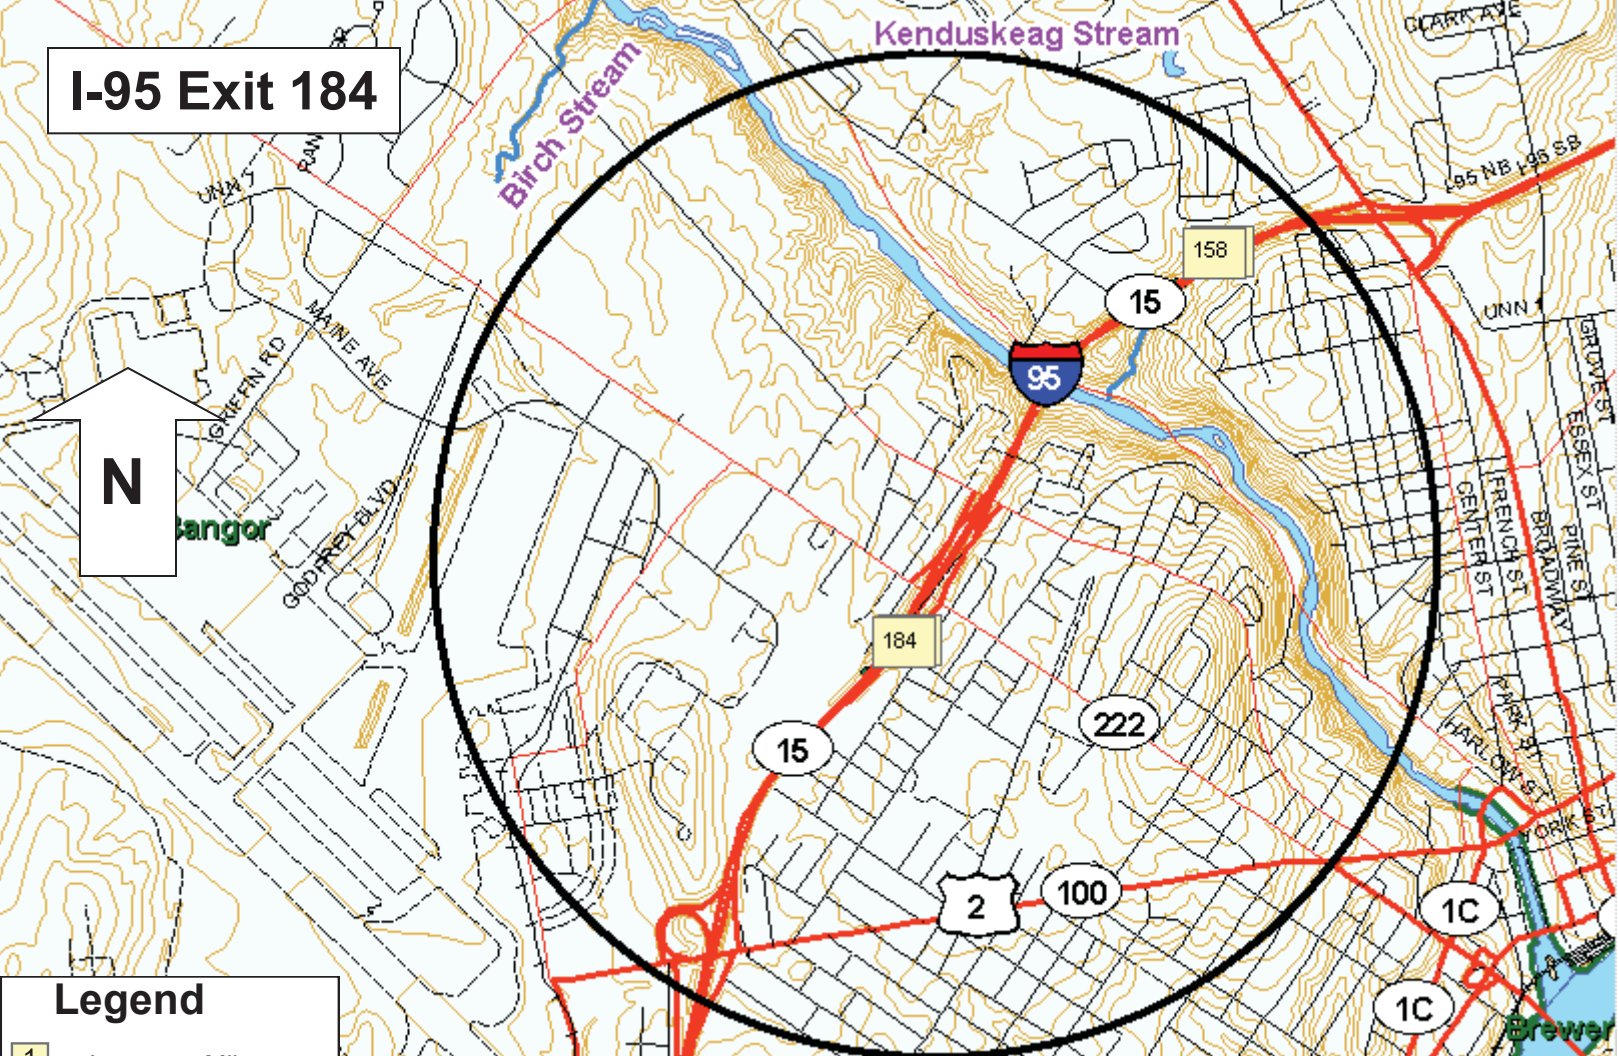 Kenduskeag Stream
CLARK AVE
I-95 Exit 184
Birch Stream
UNN
I-95 NB I-95 SB
158
15
UNN 1
MAINE AVE
GRIFFIN RD
GROVE ST
95
ESSEX ST
N
Bangor
GODFREY BLVD
CENTER ST
FRENCH ST
BROADWAY
PINE ST
184
222
15
PARK ST
HARLOW ST
YORK ST
2
100
1C
Legend
1C
Brewer
1